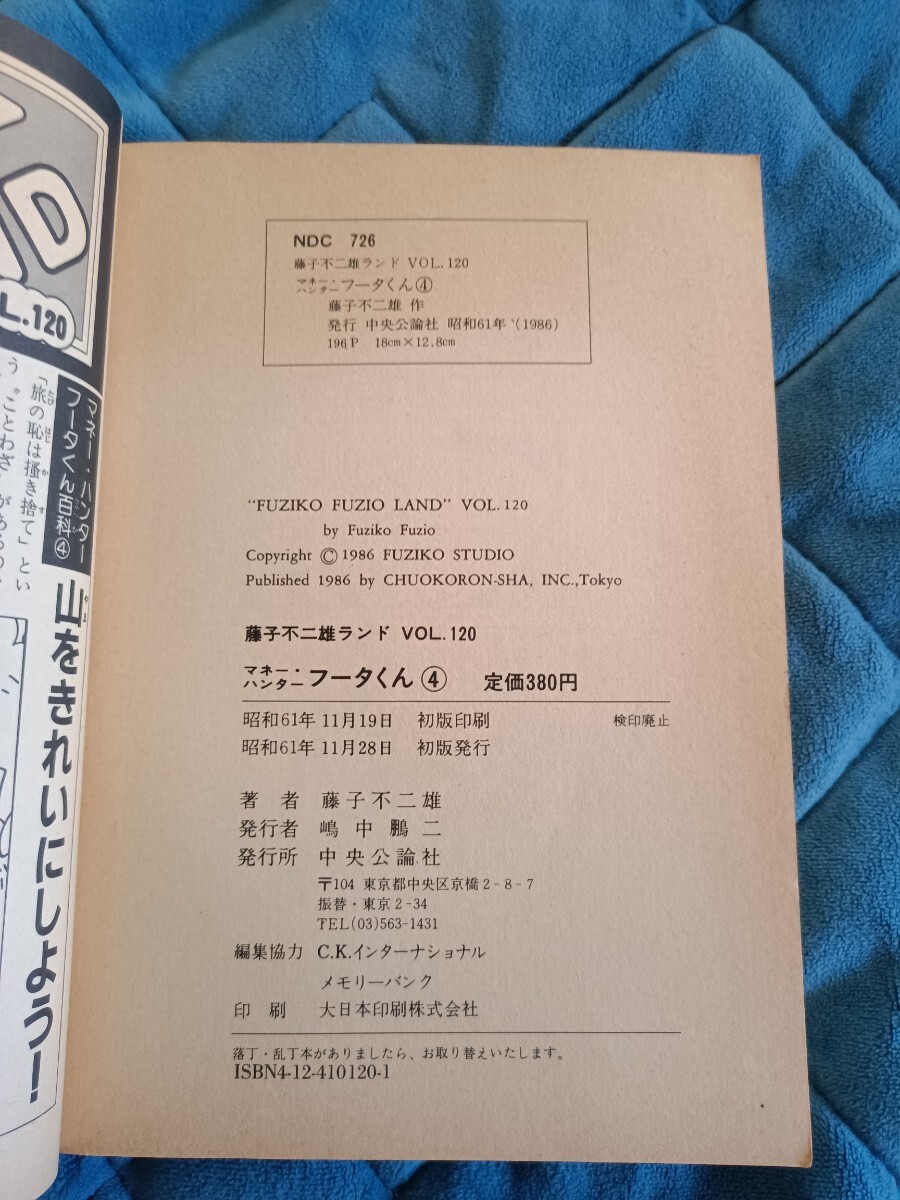 ND
L.120
マネー・ハンター
フータくん百科④
「旅の恥は掻き捨て」とい
山をきれいにしよう!
NDC 726
藤子不二雄ランド VOL.120
マネー・ハンターフータくん④
藤子不二雄 作
発行 中央公論社 昭和61年 (1986)
196P 18cm×12.8cm
"FUZIKO FUZIO LAND" VOL.120
by Fuziko Fuzio
Copyright Ⓒ 1986 FUZIKO STUDIO
Published 1986 by CHUOKORON-SHA, INC.,Tokyo
藤子不二雄ランド VOL.120
マネー・ハンターフータくん④ 定価380円
昭和61年11月19日 初版印刷 検印廃止
昭和61年11月28日 初版発行
著者 藤子不二雄
発行者 嶋中鵬二
発行所 中央公論社
〒104 東京都中央区京橋2-8-7
振替・東京2-34
TEL(03)563-1431
編集協力 C.K.インターナショナル
メモリーバンク
印刷 大日本印刷株式会社
落丁・乱丁本がありましたら、お取り替えいたします。
ISBN4-12-410120-1